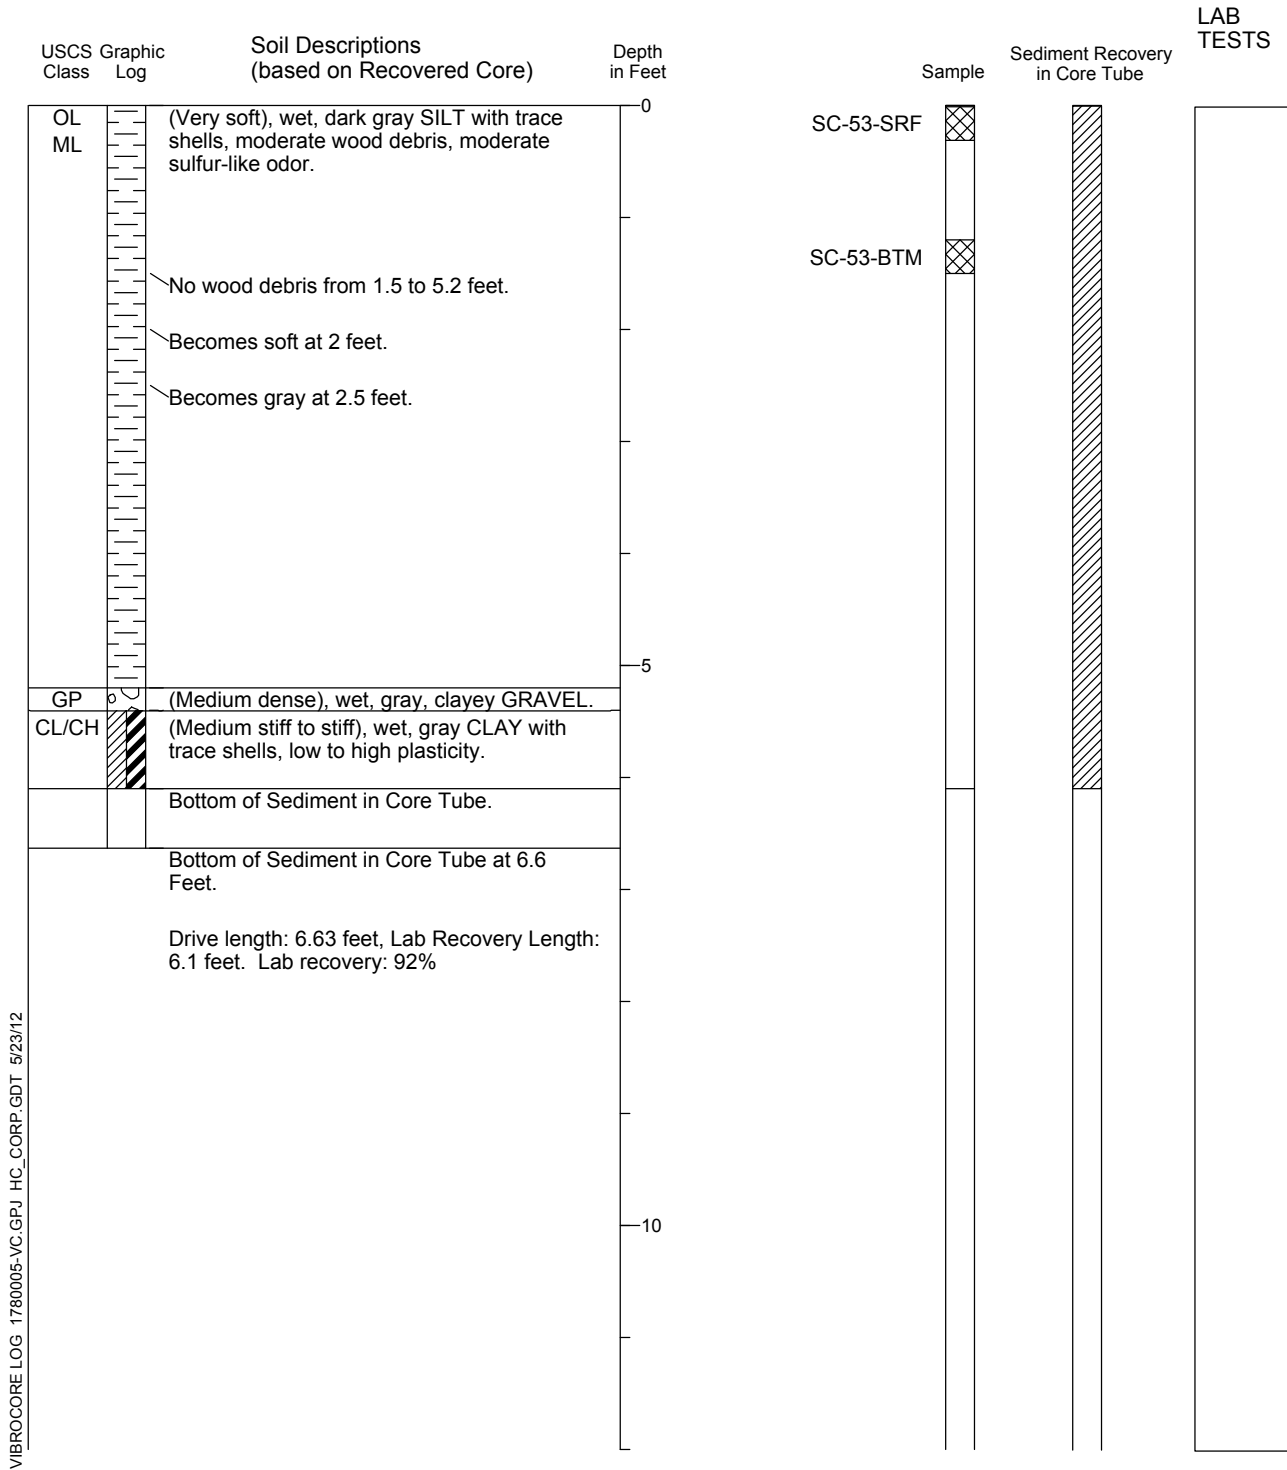 LAB
TESTS
USCS Graphic
Class Log
Soil Descriptions
(based on Recovered Core)
Depth
in Feet
Sample
Sediment Recovery
in Core Tube
OL
ML
(Very soft), wet, dark gray SILT with trace
shells, moderate wood debris, moderate
sulfur-like odor.
0
SC-53-SRF
SC-53-BTM
No wood debris from 1.5 to 5.2 feet.
Becomes soft at 2 feet.
Becomes gray at 2.5 feet.
5
GP
(Medium dense), wet, gray, clayey GRAVEL.
CL/CH
(Medium stiff to stiff), wet, gray CLAY with
trace shells, low to high plasticity.
Bottom of Sediment in Core Tube.
Bottom of Sediment in Core Tube at 6.6
Feet.
Drive length: 6.63 feet, Lab Recovery Length:
6.1 feet.  Lab recovery: 92%
10
VIBROCORE LOG  1780005-VC.GPJ  HC_CORP.GDT  5/23/12